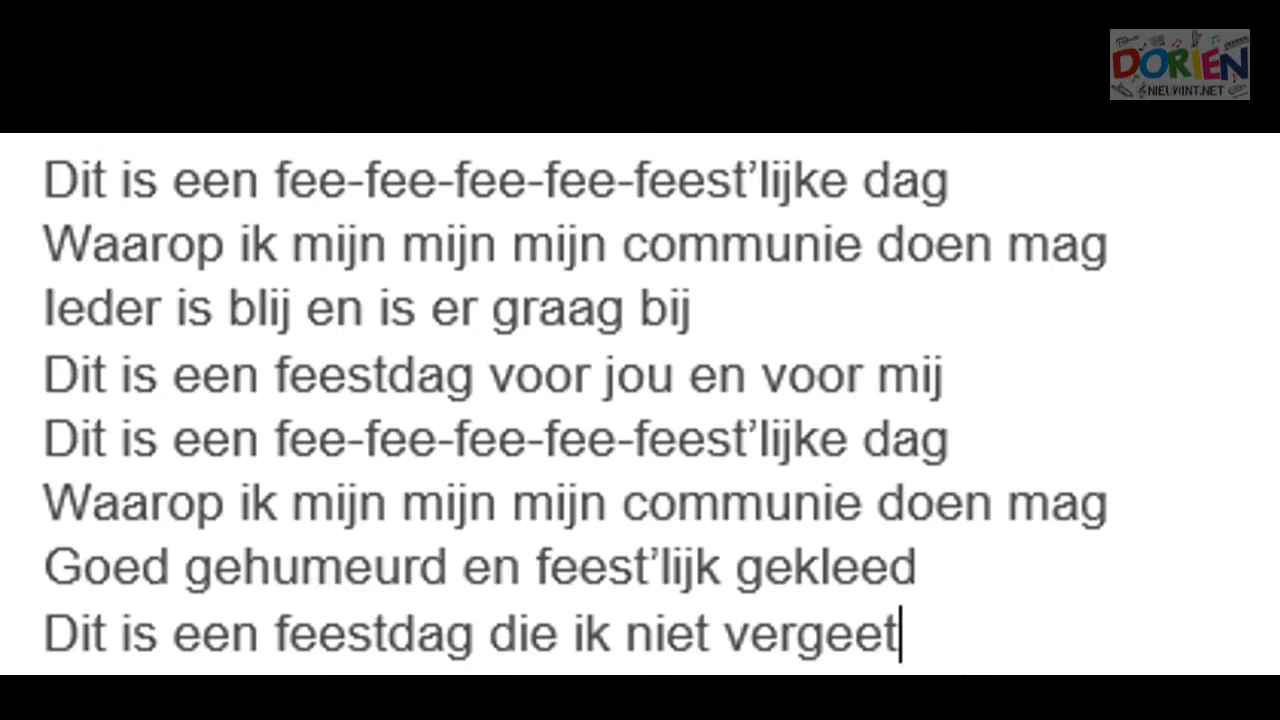 DORIEN
NIEUWINT.NET
Dit is een fee-fee-fee-fee-feest’lijke dag
Waarop ik mijn mijn mijn communie doen mag
Ieder is blij en is er graag bij
Dit is een feestdag voor jou en voor mij
Dit is een fee-fee-fee-fee-feest’lijke dag
Waarop ik mijn mijn mijn communie doen mag
Goed gehumeurd en feest’lijk gekleed
Dit is een feestdag die ik niet vergeet